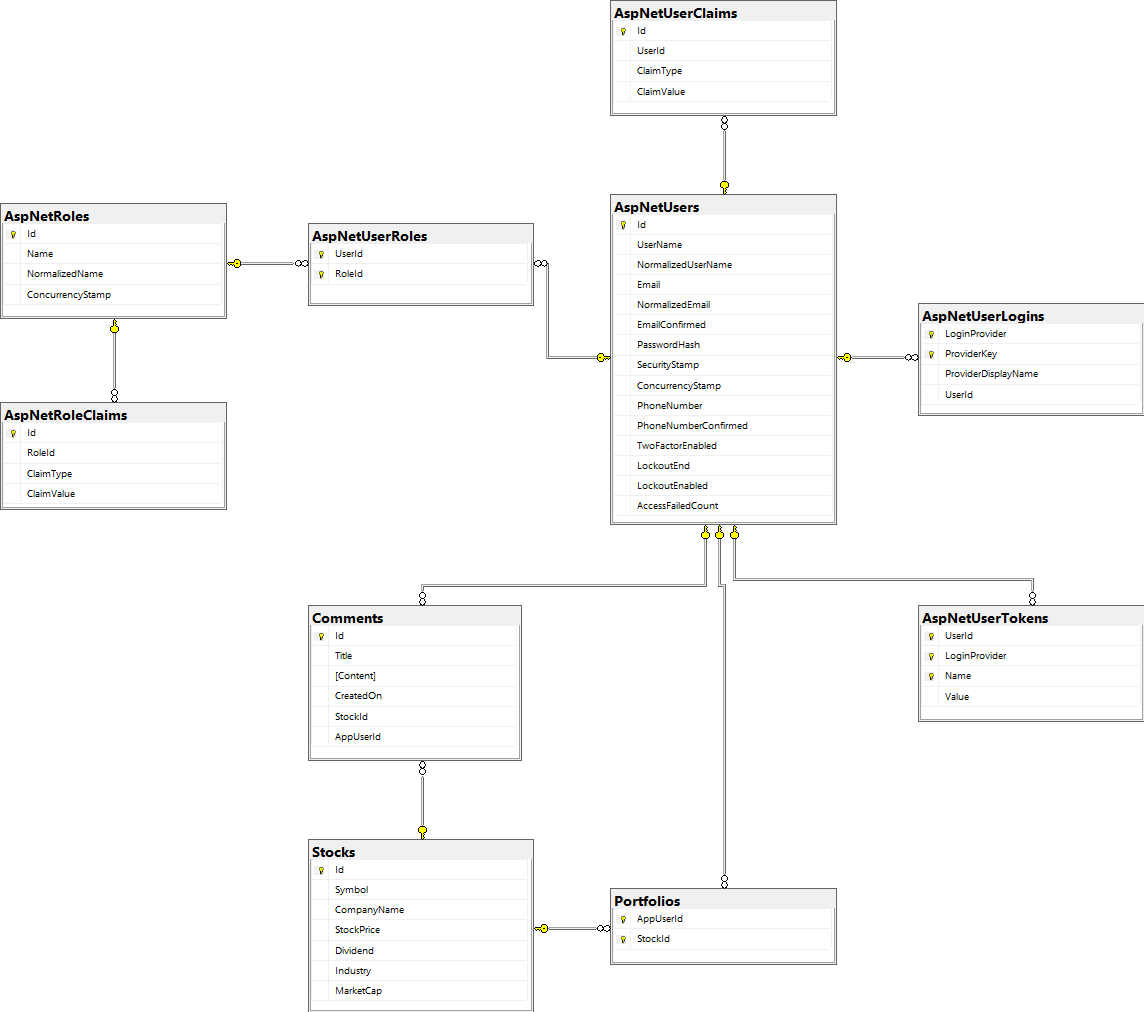 AspNetUserClaims
Id
UserId
ClaimType
ClaimValue
AspNetRoles
Id
Name
NormalizedName
ConcurrencyStamp
AspNetUserRoles
UserId
RoleId
AspNetUsers
Id
UserName
NormalizedUserName
Email
NormalizedEmail
EmailConfirmed
PasswordHash
SecurityStamp
ConcurrencyStamp
PhoneNumber
PhoneNumberConfirmed
TwoFactorEnabled
LockoutEnd
LockoutEnabled
AccessFailedCount
AspNetUserLogins
LoginProvider
ProviderKey
ProviderDisplayName
UserId
AspNetRoleClaims
Id
RoleId
ClaimType
ClaimValue
Comments
Id
Title
[Content]
CreatedOn
StockId
AppUserId
AspNetUserTokens
UserId
LoginProvider
Name
Value
Stocks
Id
Symbol
CompanyName
StockPrice
Dividend
Industry
MarketCap
Portfolios
AppUserId
StockId